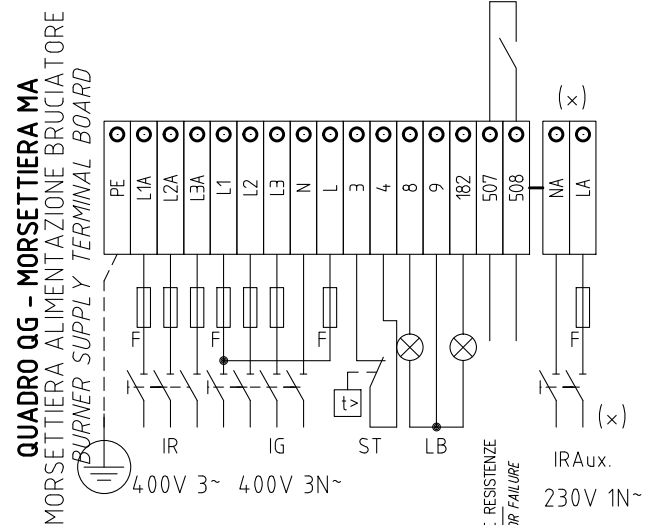 QUADRO QG - MORSETTIERA MA
MORSETTIERA ALIMENTAZIONE BRUCIATORE
BURNER SUPPLY TERMINAL BOARD
(x)
PE L1A L2A L3A L1 L2 L3 N L 3 4 8 9 182 507 508 NA LA
F F F F
t>
(x)
IR IG ST LB IRAux.
400V 3~ 400V 3N~ 230V 1N~
RESISTENZE
FAILURE